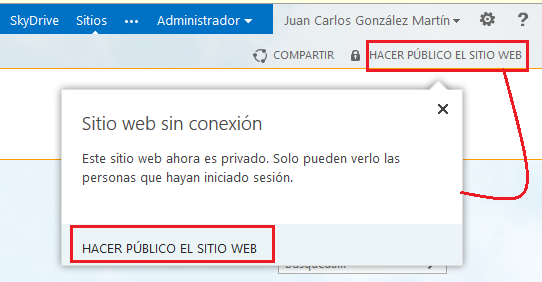 SkyDrive Sitios ••• Administrador Juan Carlos González Martín ?
COMPARTIR HACER PÚBLICO EL SITIO WEB
Sitio web sin conexión
Este sitio web ahora es privado. Solo pueden verlo las
personas que hayan iniciado sesión.
HACER PÚBLICO EL SITIO WEB